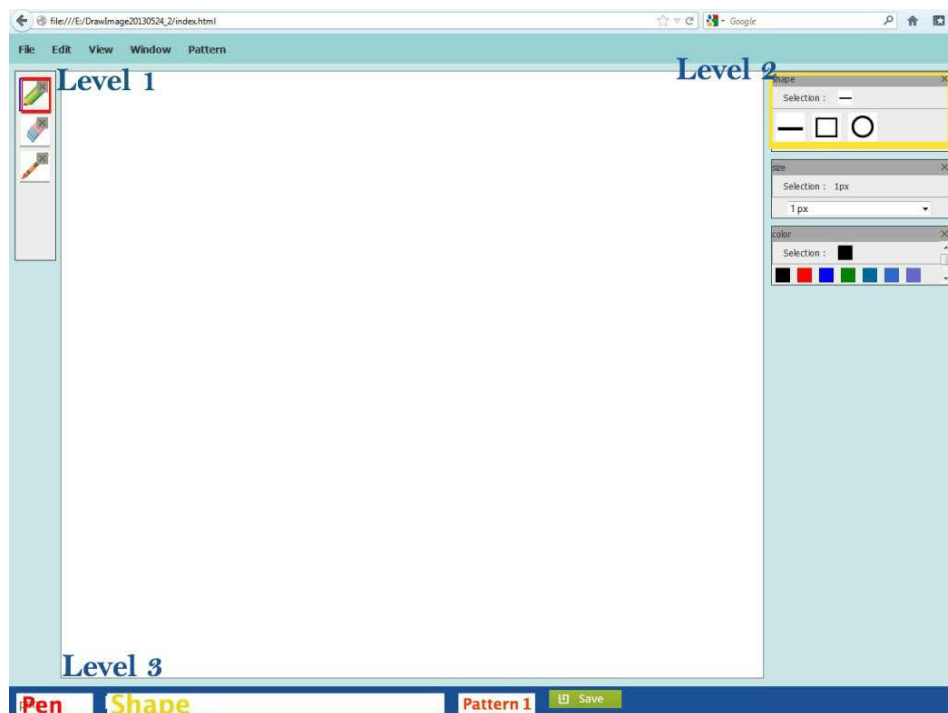 file:///E:/DrawImage20130524_2/index.html
Google
File Edit View Window Pattern
Level 1
Level 2
shape
Selection :
size
Selection : 1px
1 px
color
Selection :
Level 3
Pen
Shape
Pattern 1
Save